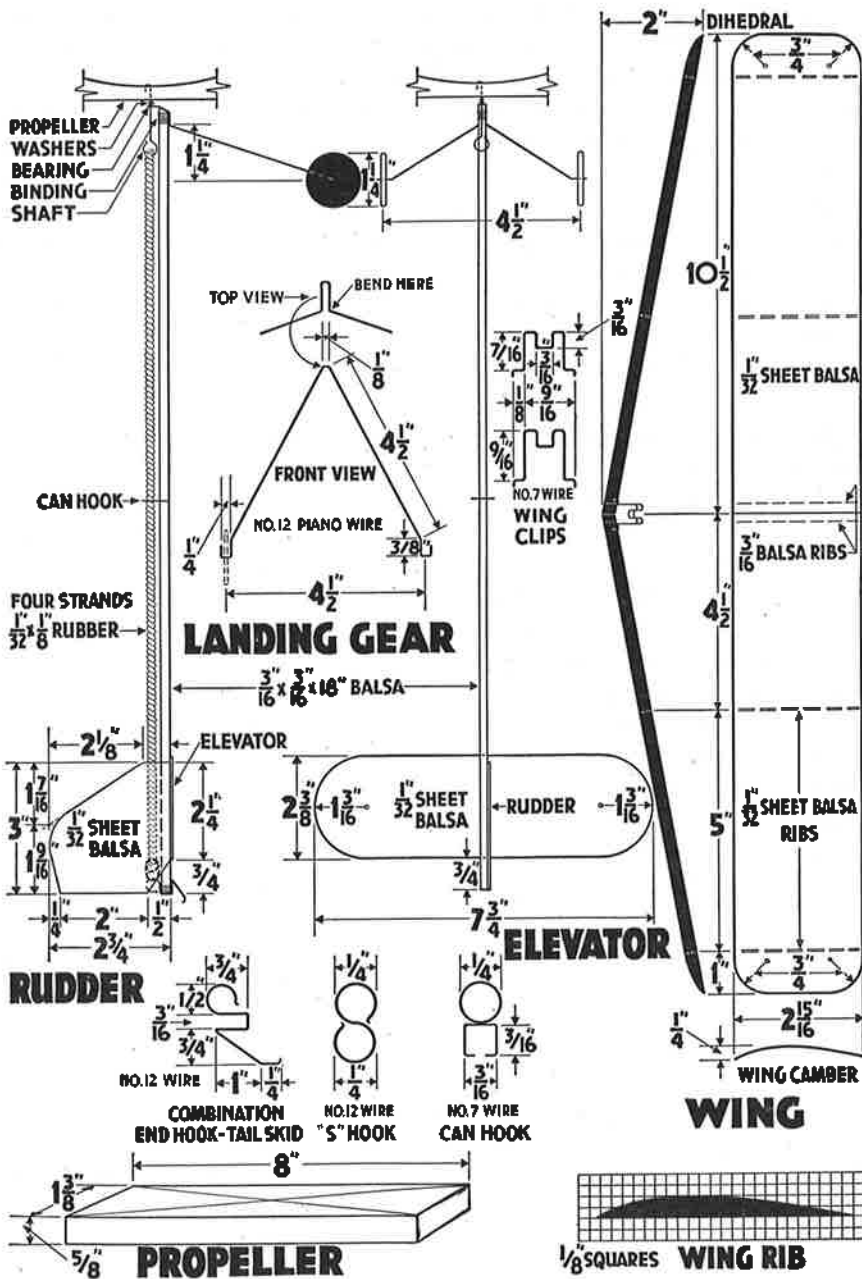 2" DIHEDRAL
3/4"
PROPELLER
WASHERS
BEARING
BINDING
SHAFT
1 1/4"
1 1/4"
4 1/2"
10 1/2"
TOP VIEW
BEND HERE
1/8"
4 1/2"
FRONT VIEW
NO.12 PIANO WIRE
1/4"
3/8"
4 1/2"
LANDING GEAR
3/16"
7/16"
3/16"
1/8"
9/16"
9/16"
NO.7 WIRE
WING
CLIPS
1/32" SHEET BALSA
CAN HOOK
3/16" BALSA RIBS
4 1/2"
FOUR STRANDS
1/32" x 1/8" RUBBER
3/16" x 3/16" x 18" BALSA
2 1/8"
ELEVATOR
1 7/16"
3"
1 9/16"
1/32" SHEET
BALSA
2 1/4"
3/4"
1/4"
2"
1/2"
2 3/4"
RUDDER
2 3/8"
1 3/16"
1/32" SHEET
BALSA
RUDDER
1 3/16"
3/4"
7 3/4"
ELEVATOR
5"
1/32" SHEET BALSA
RIBS
1"
3/4"
2 15/16"
1/4"
WING CAMBER
WING
3/4"
1/2"
3/16"
3/4"
NO.12 WIRE
1"
1/4"
COMBINATION
END HOOK-TAIL SKID
1/4"
1/4"
NO.12 WIRE
"S" HOOK
1/4"
3/16"
3/16"
NO.7 WIRE
CAN HOOK
8"
1 3/8"
5/8"
PROPELLER
1/8" SQUARES
WING RIB